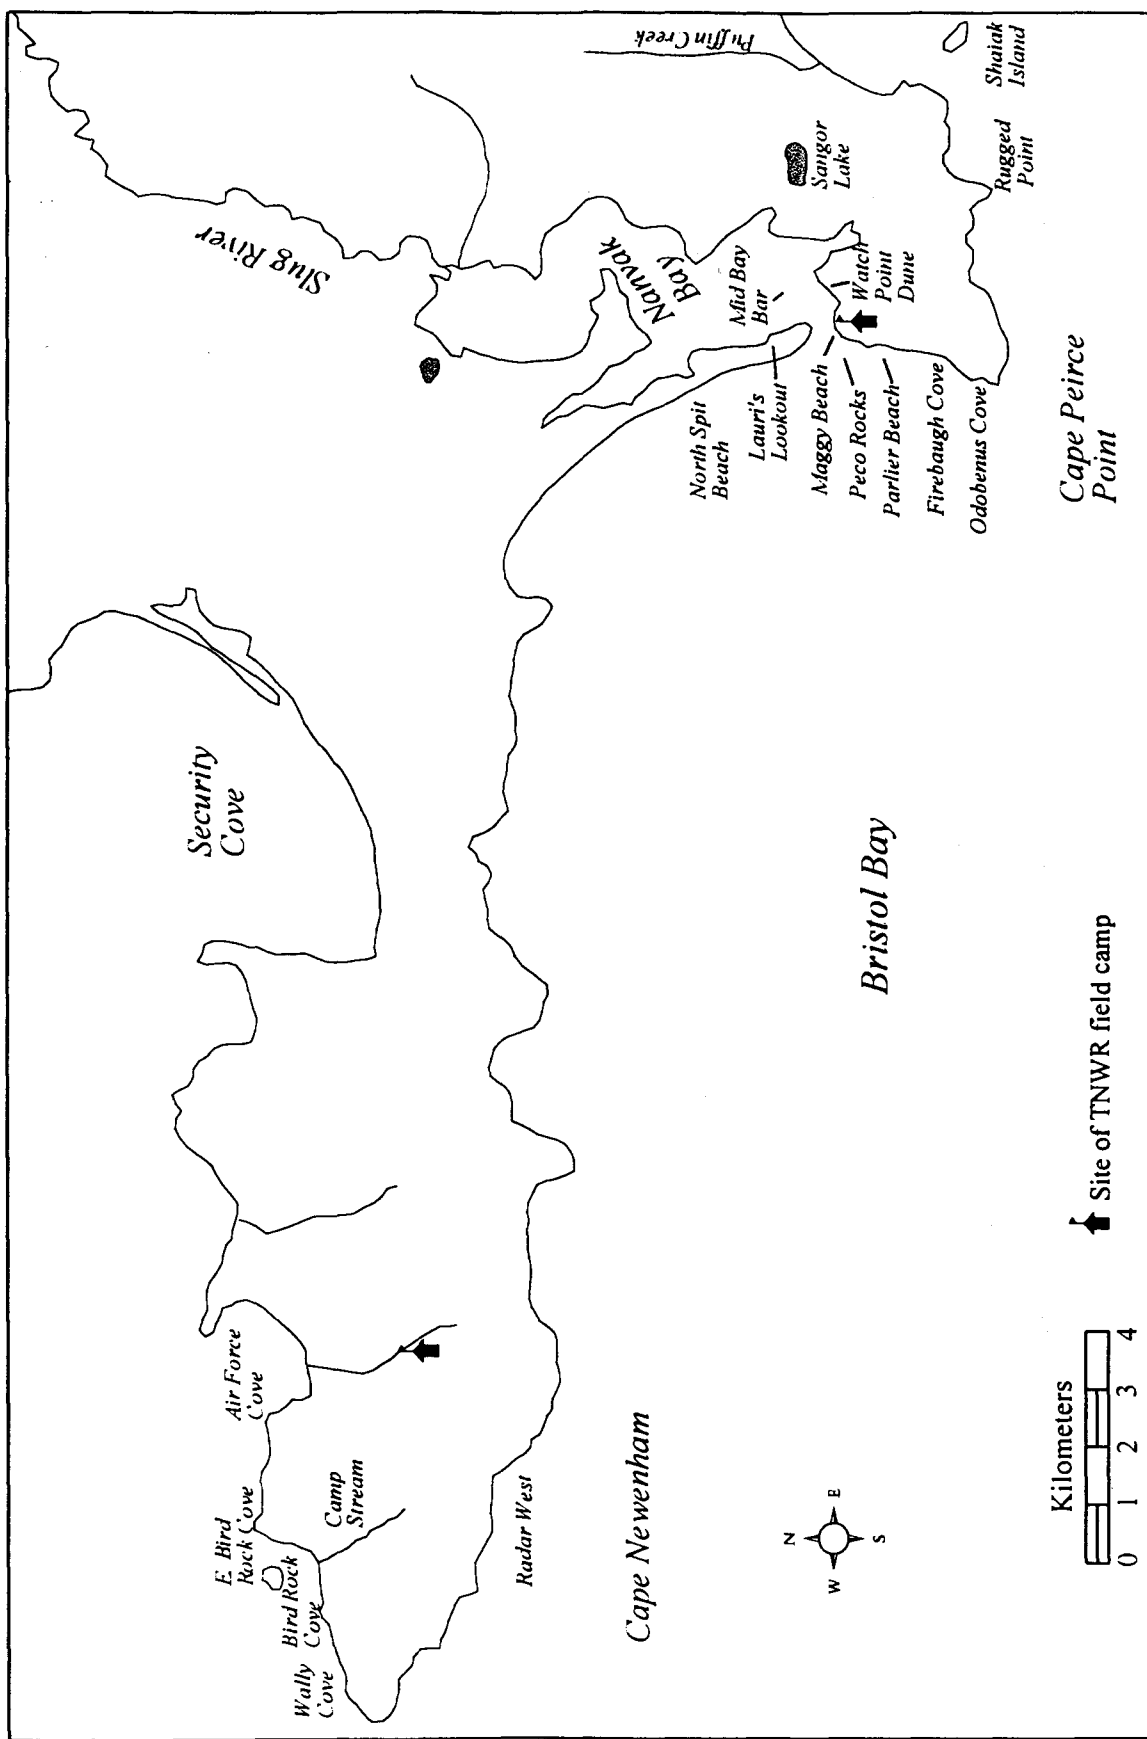 E. Bird
Rock Cove
Bird Rock
Cove
Wally
Cove
Air Force
Cove
Camp
Stream
Radar West
Cape Newenham
Security
Cove
Slug River
Nanvak
Bay
Mid Bay
Bar
North Spit
Beach
Lauri's
Lookout
Maggy Beach
Peco Rocks
Parlier Beach
Firebaugh Cove
Odobenus Cove
Cape Peirce
Point
Watch
Point
Dune
Sangor
Lake
Puffin Creek
Shaiak
Island
Rugged
Point
Bristol Bay
N
W
E
S
Kilometers
0 1 2 3 4
Site of TNWR field camp